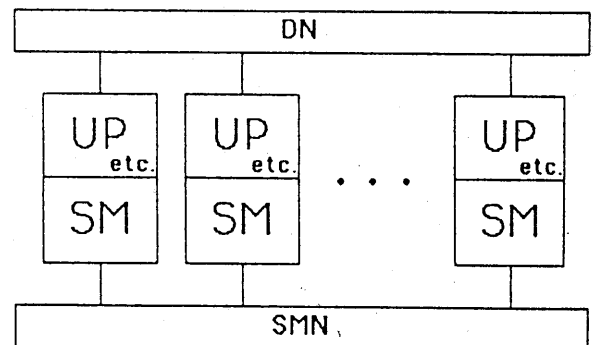 DN
UP etc.
SM
UP etc.
SM
. . .
UP etc.
SM
SMN